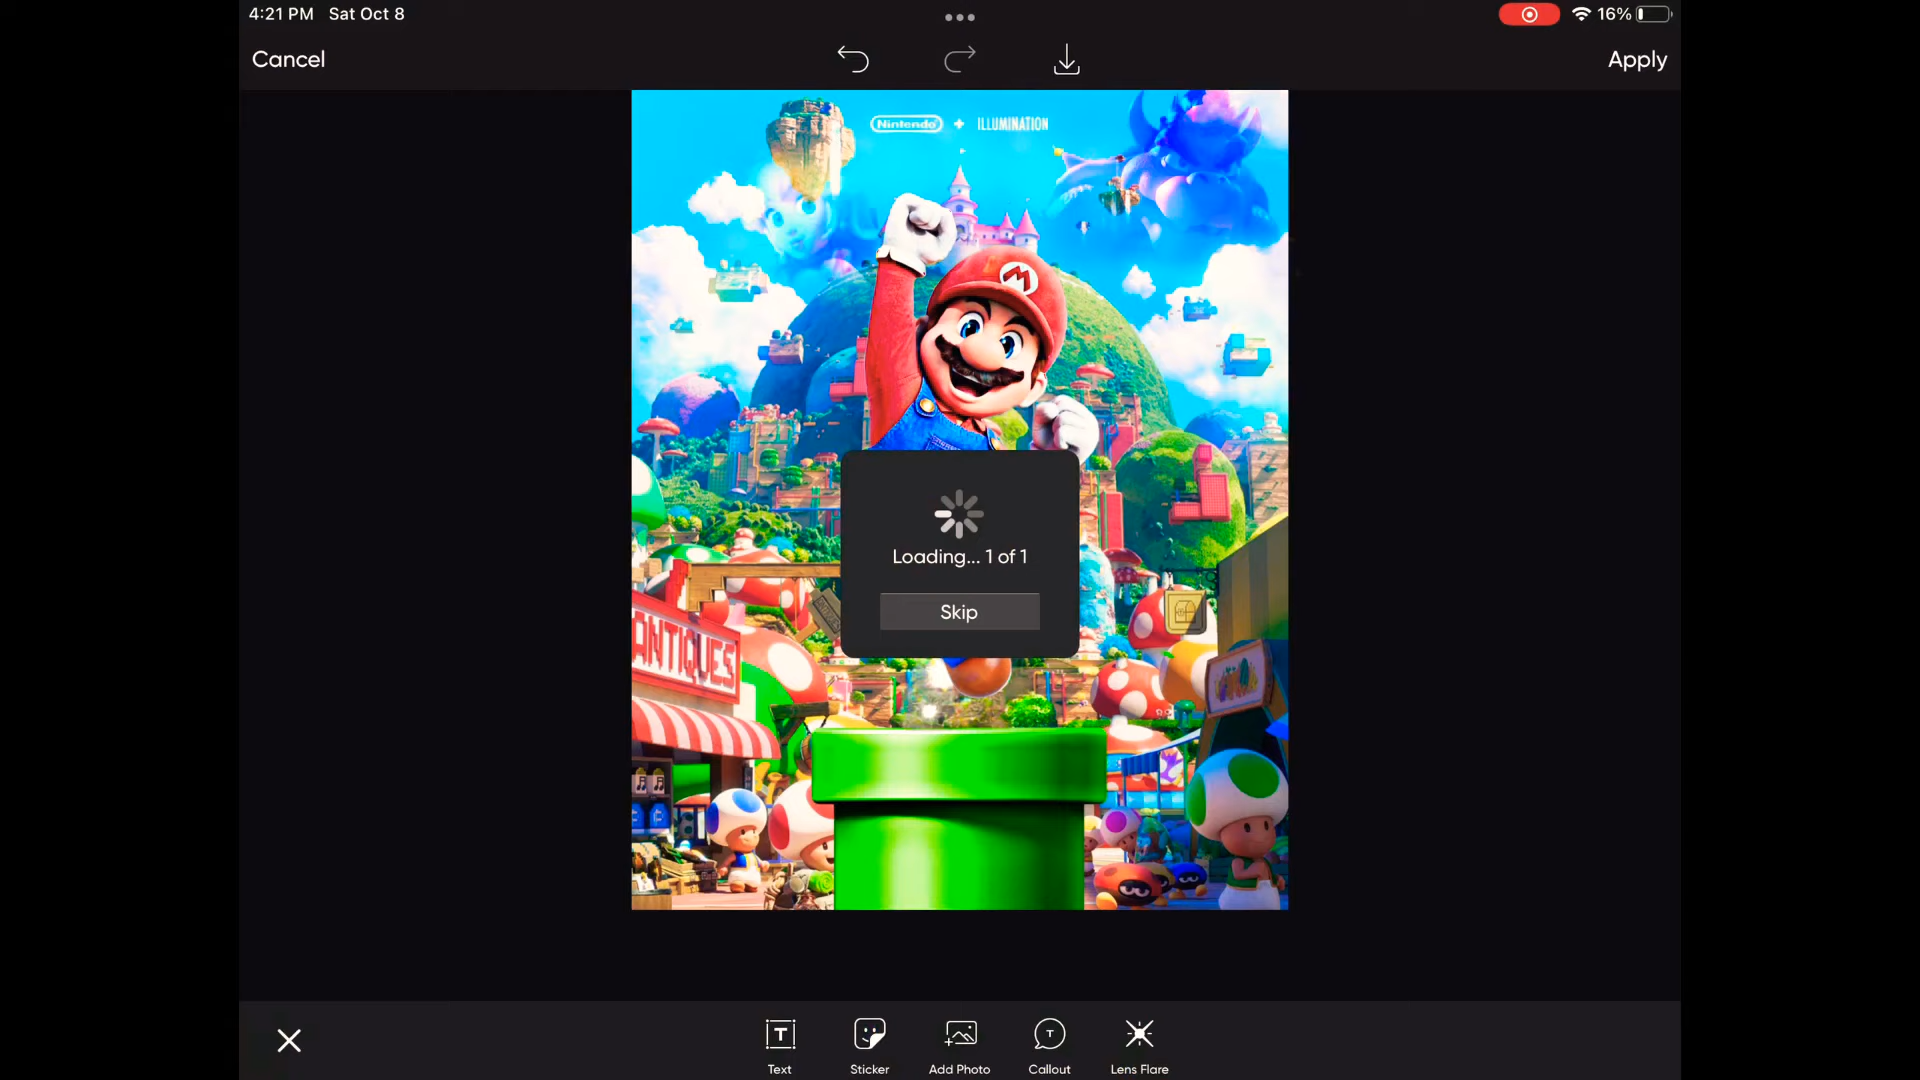 4:21 PM Sat Oct 8
16%
Cancel
Apply
Nintendo + ILLUMINATION
M
Loading... 1 of 1
Skip
ANTIQUES
T
T
Text
Sticker
Add Photo
Callout
Lens Flare